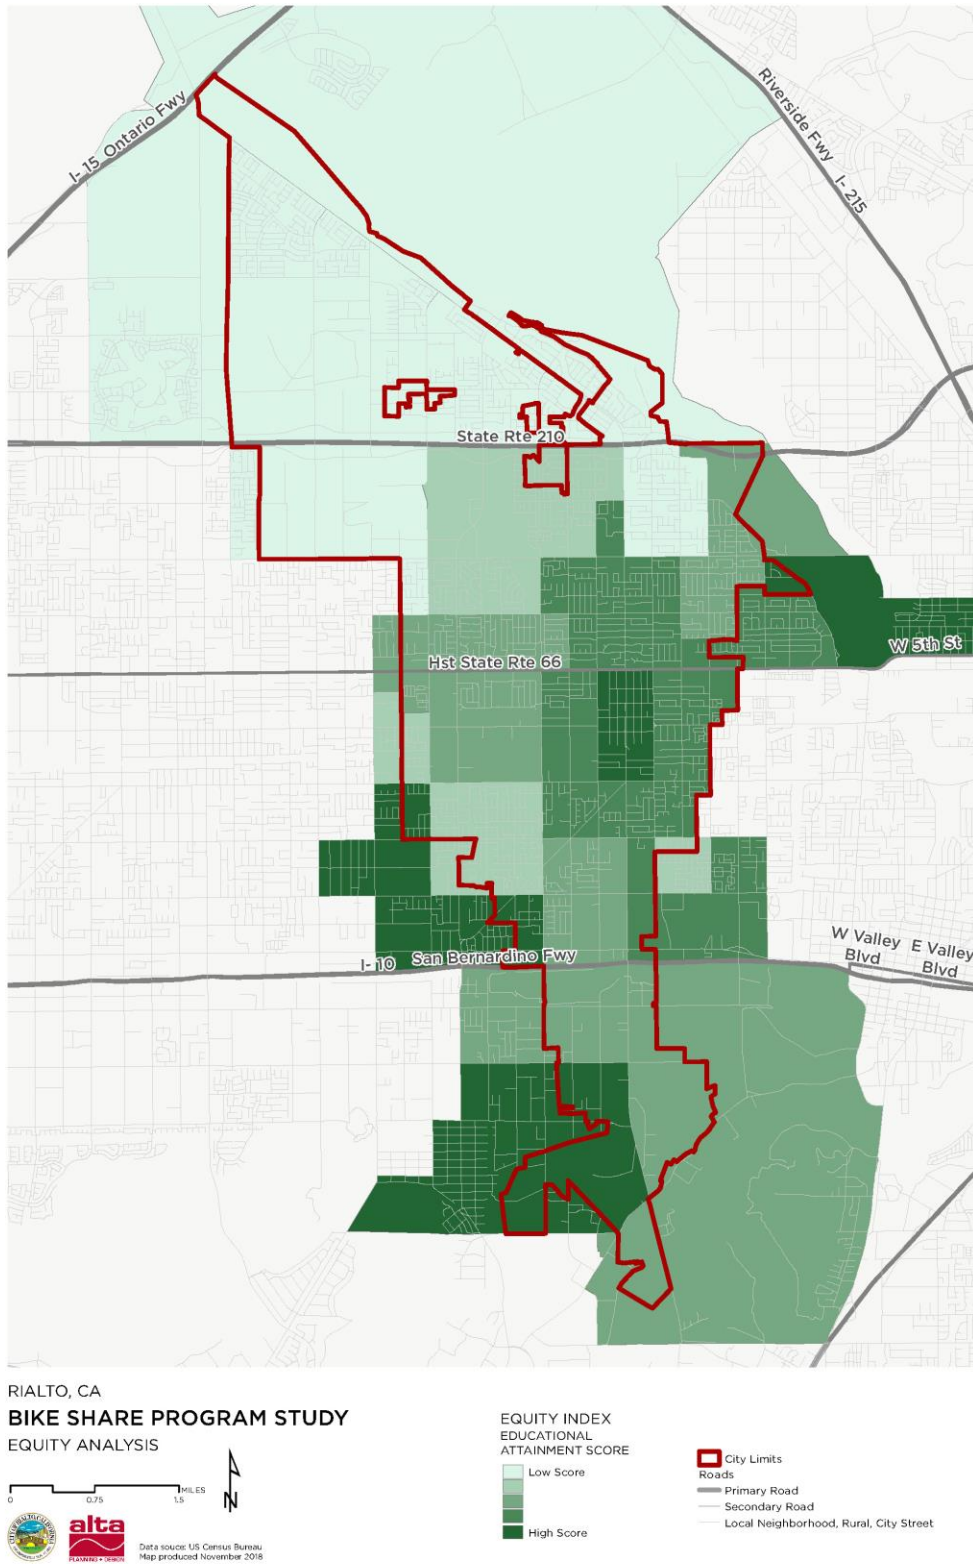 I- 15 Ontario Fwy
Riverside Fwy I- 215
State Rte 210
W 5th St
Hst State Rte 66
W Valley Blvd
E Valley Blvd
I- 10 San Bernardino Fwy
RIALTO, CA
BIKE SHARE PROGRAM STUDY
EQUITY ANALYSIS
0 0.75 1.5 MILES
N
alta
PLANNING + DESIGN
Data souce: US Census Bureau
Map produced November 2018
EQUITY INDEX
EDUCATIONAL
ATTAINMENT SCORE
Low Score
High Score
City Limits
Roads
Primary Road
Secondary Road
Local Neighborhood, Rural, City Street